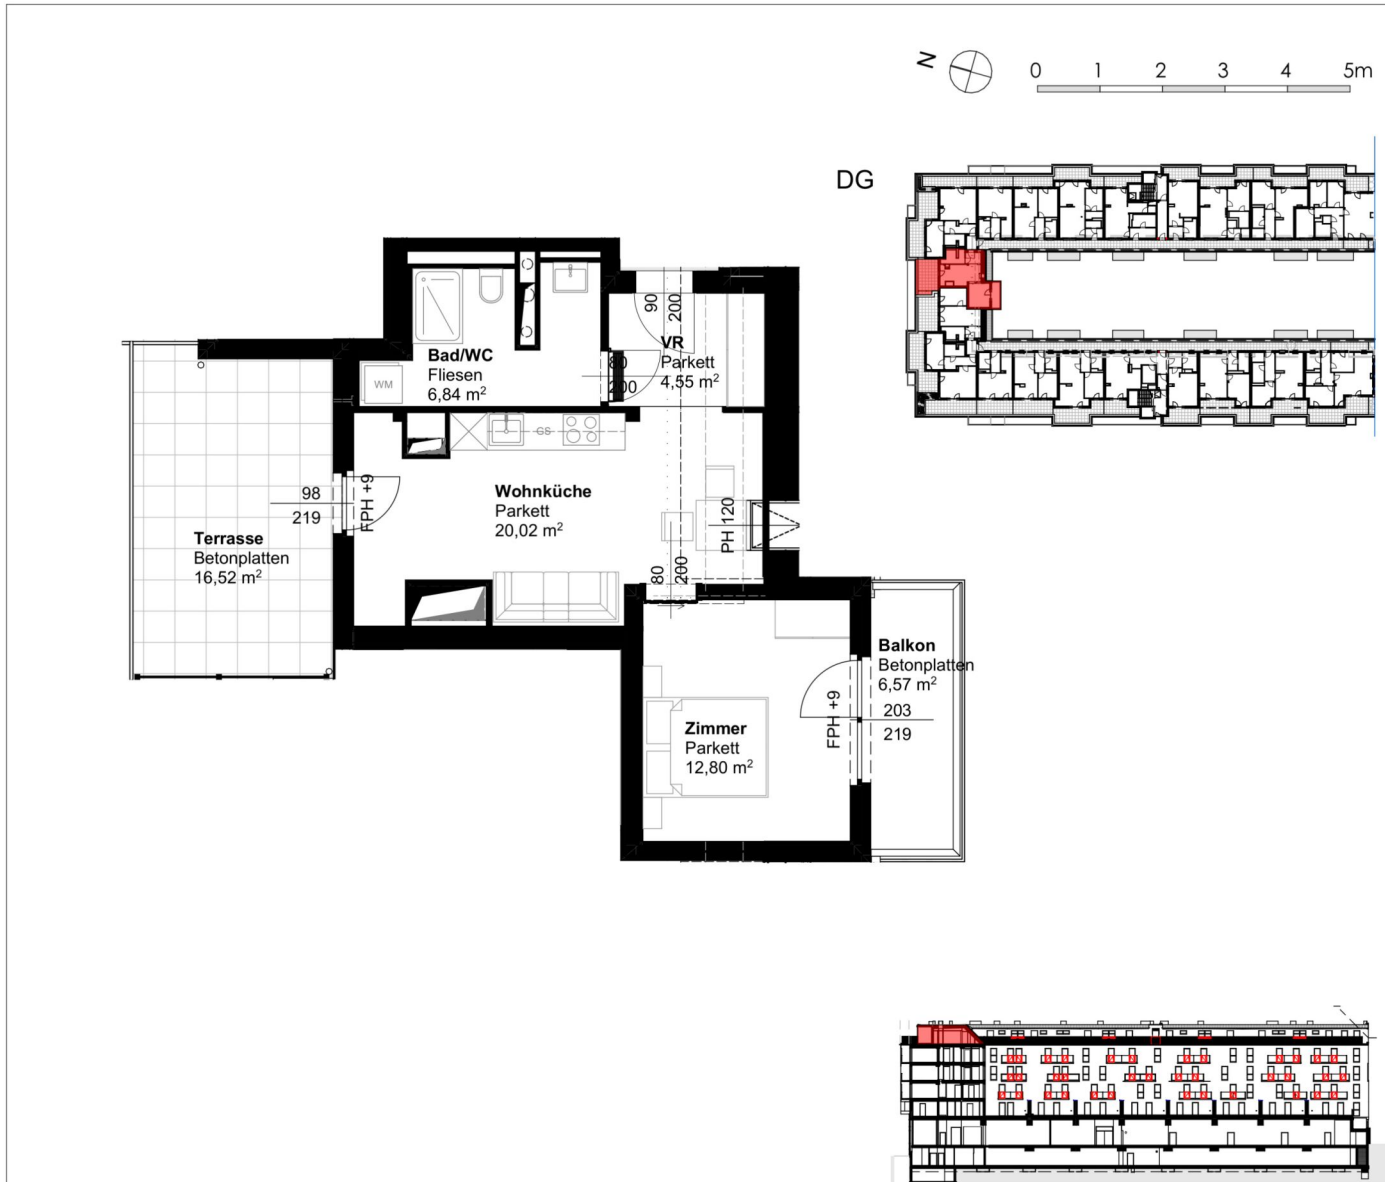 N
0 1 2 3 4 5m
DG
90
200
VR
Parkett
4,55 m²
80
200
Bad/WC
Fliesen
6,84 m²
WM
GS
98
219
FPH +9
Wohnküche
Parkett
20,02 m²
PH 120
Terrasse
Betonplatten
16,52 m²
80
200
Balkon
Betonplatten
6,57 m²
203
219
FPH +9
Zimmer
Parkett
12,80 m²